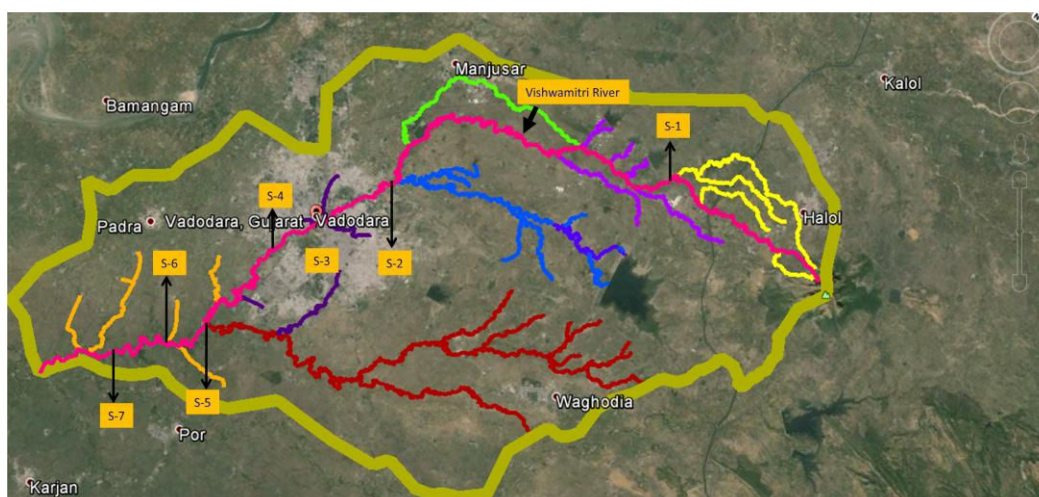 Manjusar
Kalol
Vishwamitri River
Bamangam
S-1
S-4
Halol
Padra
Vadodara, Gujarat
Vadodara
S-6
S-3
S-2
S-5
Waghodia
S-7
Por
Karjan